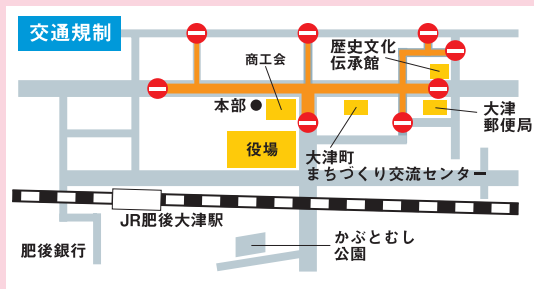 交通規制
商工会
歴史文化
伝承館
本部
大津
郵便局
役場
大津町
まちづくり交流センター
JR肥後大津駅
肥後銀行
かぶとむし
公園